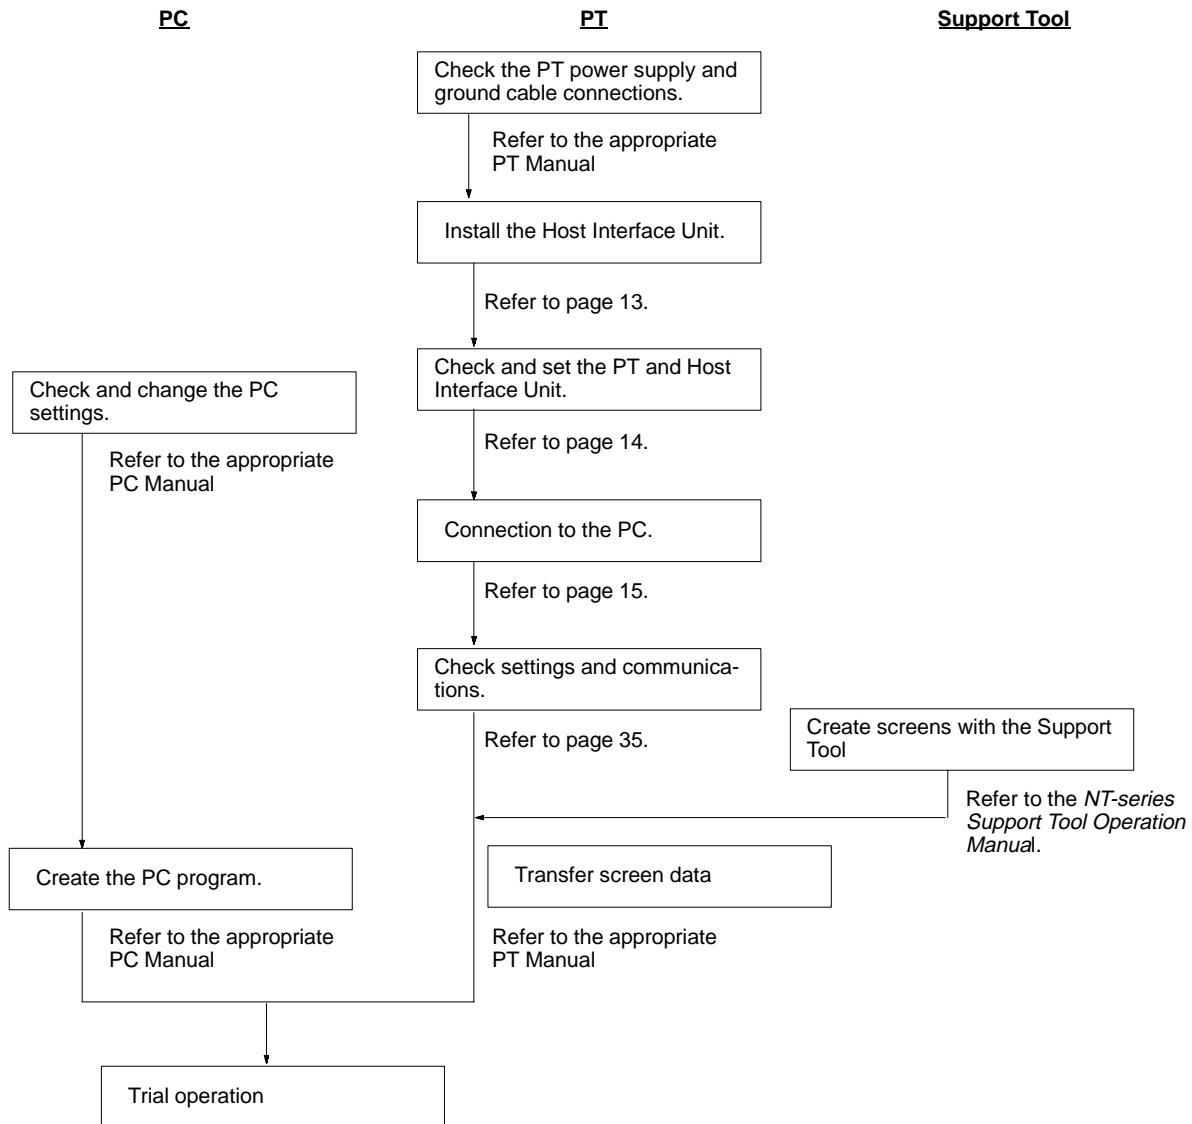 PC
PT
Support Tool
Check the PT power supply and
ground cable connections.
Refer to the appropriate
PT Manual
Install the Host Interface Unit.
Refer to page 13.
Check and set the PT and Host
Interface Unit.
Check and change the PC
settings.
Refer to page 14.
Refer to the appropriate
PC Manual
Connection to the PC.
Refer to page 15.
Check settings and communica-
tions.
Create screens with the Support
Tool
Refer to page 35.
Refer to the NT-series
Support Tool Operation
Manual.
Create the PC program.
Transfer screen data
Refer to the appropriate
PC Manual
Refer to the appropriate
PT Manual
Trial operation